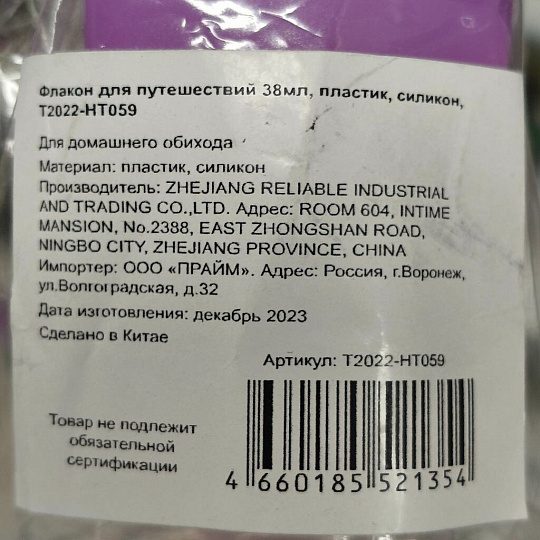 Флакон для путешествий 38мл, пластик, силикон,
T2022-HT059
Для домашнего обихода
Материал: пластик, силикон
Производитель: ZHEJIANG RELIABLE INDUSTRIAL
AND TRADING CO.,LTD. Адрес: ROOM 604, INTIME
MANSION, No.2388, EAST ZHONGSHAN ROAD,
NINGBO CITY, ZHEJIANG PROVINCE, CHINA
Импортер: ООО «ПРАЙМ». Адрес: Россия, г.Воронеж,
ул.Волгоградская, д.32
Дата изготовления: декабрь 2023
Сделано в Китае
Артикул: T2022-HT059
Товар не подлежит
обязательной
сертификации
4 660185 521354